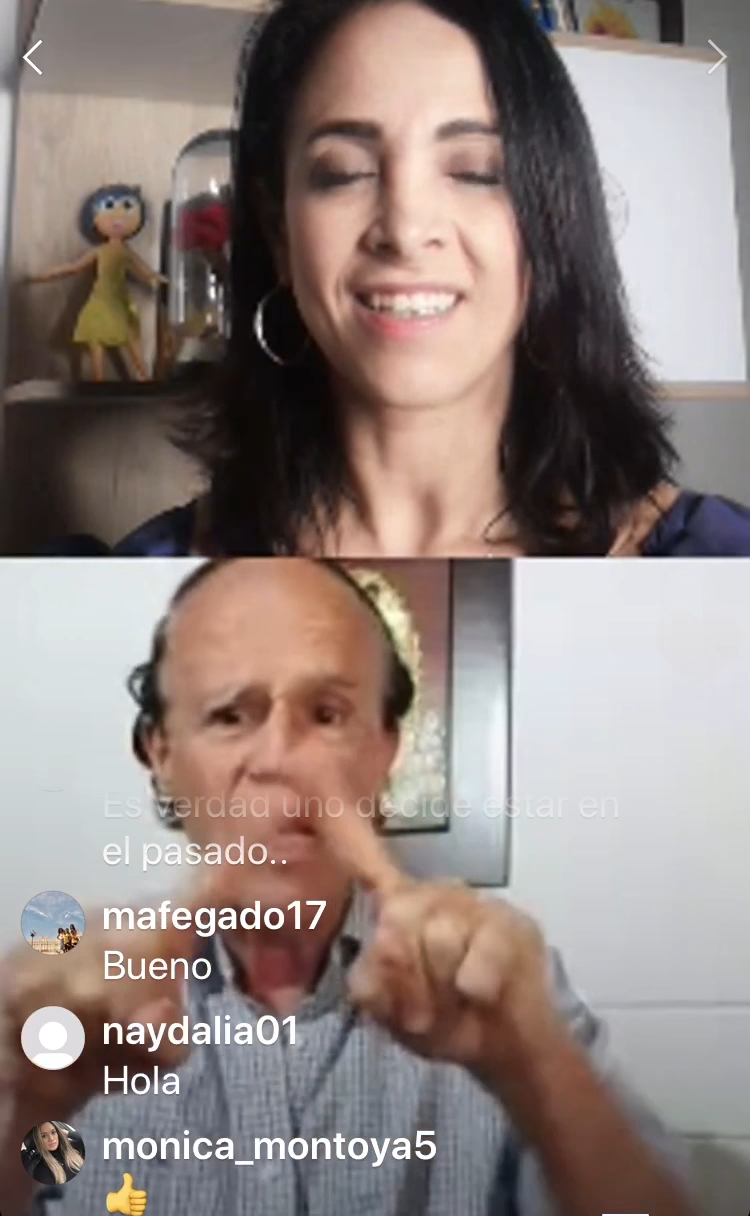 Es verdad uno decide estar en
el pasado..
mafegado17
Bueno
naydalia01
Hola
monica_montoya5
👍